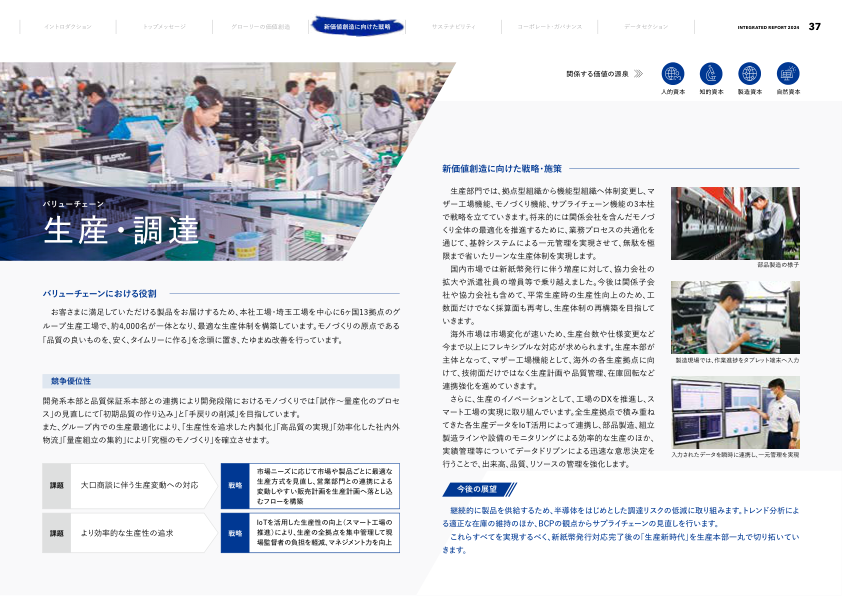 イントロダクション
トップメッセージ
グローリーの価値創造
新価値創造に向けた戦略
サステナビリティ
コーポレート・ガバナンス
データセクション
INTEGRATED REPORT 2024 37
関係する価値の源泉
人的資本
知的資本
製造資本
自然資本
GLORY
バリューチェーン
生産・調達
バリューチェーンにおける役割
お客さまに満足していただける製品をお届けするため、本社工場・埼玉工場を中心に6ヶ国13拠点のグ
ループ生産工場で、約4,000名が一体となり、最適な生産体制を構築しています。モノづくりの原点である
「品質の良いものを、安く、タイムリーに作る」を念頭に置き、たゆまぬ改善を行っています。
競争優位性
開発系本部と品質保証系本部との連携により開発段階におけるモノづくりでは「試作〜量産化のプロセ
ス」の見直しにて「初期品質の作り込み」と「手戻りの削減」を目指しています。
また、グループ内での生産最適化により、「生産性を追求した内製化」「高品質の実現」「効率化した社内外
物流」「量産立の集約」により「究極のモノづくり」を確立させます。
課題
大口商談に伴う生産変動への対応
戦略
市場ニーズに応じて市場や製品ごとに最適な
生産方式を見直し、営業部門との連携による
変動しやすい販売計画を生産計画へ落とし込
むフローを構築
課題
より効率的な生産性の追求
戦略
IoTを活用した生産性の向上（スマート工場の
推進）により、生産の全拠点を集中管理して現
場監督者の負担を軽減、マネジメント力を向上
新価値創造に向けた戦略・施策
生産部門では、拠点型組織から機能型組織へ体制変更し、マ
ザー工場機能、モノづくり機能、サプライチェーン機能の3本柱
で戦略を立てていきます。将来的には関係会社を含んだモノづ
くり全体の最適化を推進するために、業務プロセスの共通化を
通じて、基幹システムによる一元管理を実現させて、無駄を極
限まで省いたリーンな生産体制を実現します。
国内市場では新紙幣発行に伴う増産に対して、協力会社の
拡大や派遣社員の増員等で乗り越えました。今後は関係子会
社や協力会社も含めて、平常生産時の生産性向上のため、工
数面だけでなく採算面も再考し、生産体制の再構築を目指して
いきます。
海外市場は市場変化が速いため、生産台数や仕様変更など
今まで以上にフレキシブルな対応が求められます。生産本部が
主体となって、マザー工場機能として、海外の各生産拠点に向
けて、技術面だけではなく生産計画や品質管理、在庫回転など
連携強化を進めていきます。
さらに、生産のイノベーションとして、工場のDXを推進し、ス
マート工場の実現に取り組んでいます。全生産拠点で積み重ね
てきた各生産データをIoT活用によって連携し、部品製造、組立
製造ラインや設備のモニタリングによる効率的な生産のほか、
実績管理等についてデータドリブンによる迅速な意思決定を
行うことで、出来高、品質、リソースの管理を強化します。
部品製造の様子
製造現場では、作業進捗をタブレット端末へ入力
入力されたデータを瞬時に連携し、一元管理を実現
今後の展望
継続的に製品を供給するため、半導体をはじめとした調達リスクの低減に取り組みます。トレンド分析によ
る適正な在庫の維持のほか、BCPの観点からサプライチェーンの見直しを行います。
これらすべてを実現するべく、新紙幣発行対応完了後の「生産新時代」を生産本部一丸で切り拓いてい
きます。